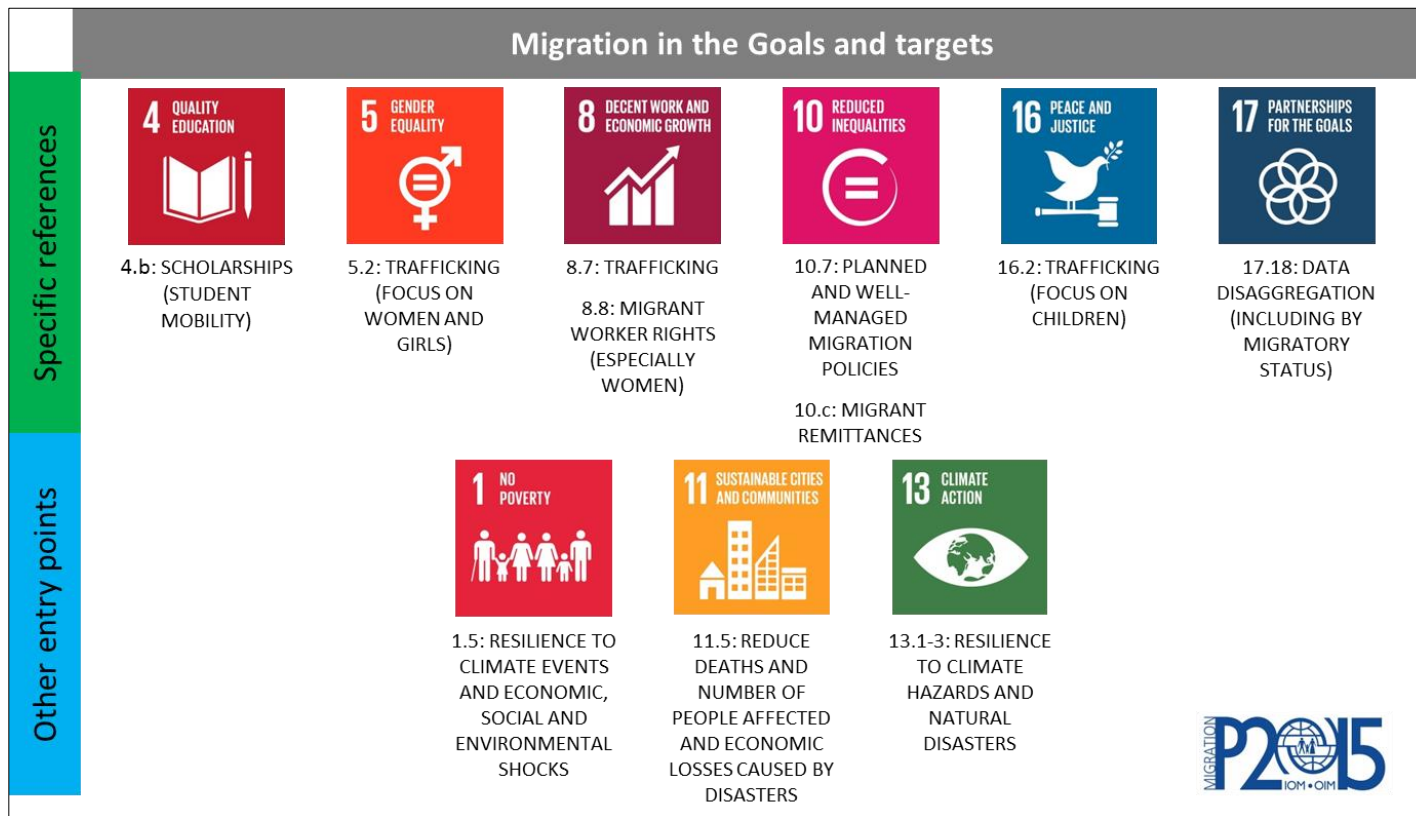 Migration in the Goals and targets
Specific references
4 QUALITY
EDUCATION
4.b: SCHOLARSHIPS
(STUDENT
MOBILITY)
5 GENDER
EQUALITY
5.2: TRAFFICKING
(FOCUS ON
WOMEN AND
GIRLS)
8 DECENT WORK AND
ECONOMIC GROWTH
8.7: TRAFFICKING
8.8: MIGRANT
WORKER RIGHTS
(ESPECIALLY
WOMEN)
10 REDUCED
INEQUALITIES
10.7: PLANNED
AND WELL-
MANAGED
MIGRATION
POLICIES
10.c: MIGRANT
REMITTANCES
16 PEACE AND
JUSTICE
16.2: TRAFFICKING
(FOCUS ON
CHILDREN)
17 PARTNERSHIPS
FOR THE GOALS
17.18: DATA
DISAGGREGATION
(INCLUDING BY
MIGRATORY
STATUS)
Other entry points
1 NO
POVERTY
1.5: RESILIENCE TO
CLIMATE EVENTS
AND ECONOMIC,
SOCIAL AND
ENVIRONMENTAL
SHOCKS
11 SUSTAINABLE CITIES
AND COMMUNITIES
11.5: REDUCE
DEATHS AND
NUMBER OF
PEOPLE AFFECTED
AND ECONOMIC
LOSSES CAUSED BY
DISASTERS
13 CLIMATE
ACTION
13.1-3: RESILIENCE
TO CLIMATE
HAZARDS AND
NATURAL
DISASTERS
MIGRATION
P2015
IOM • OIM